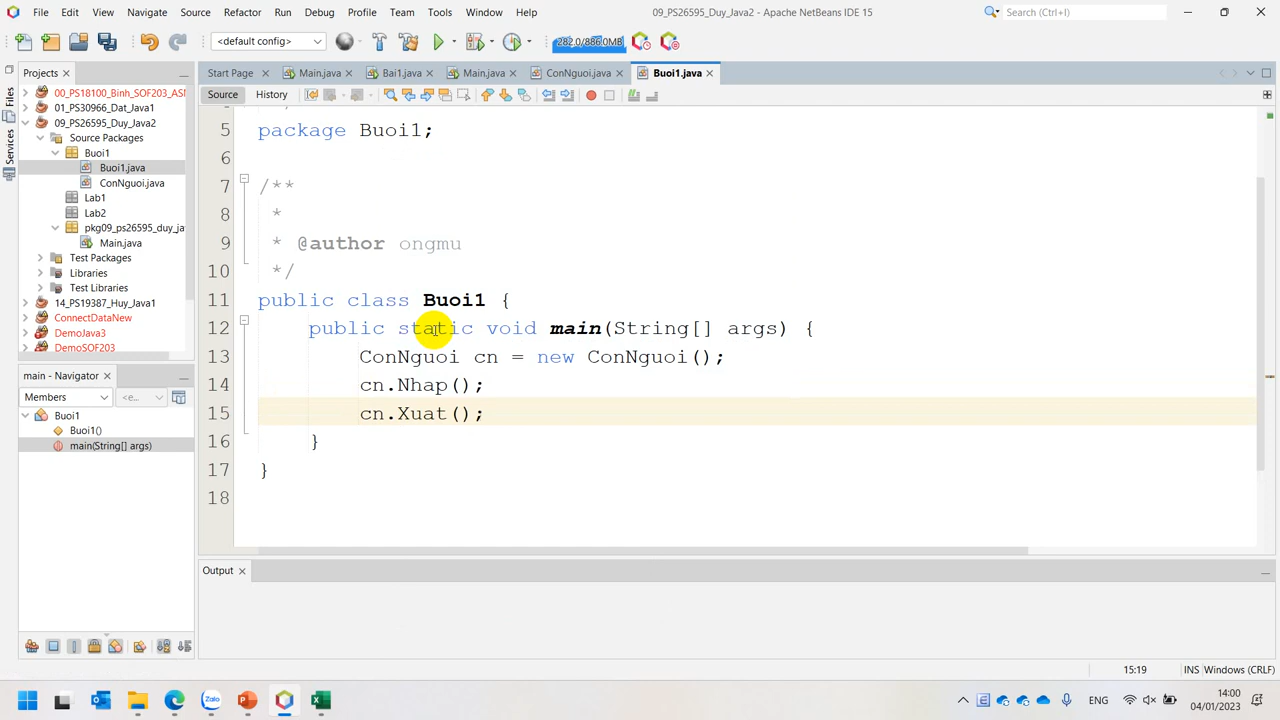 File Edit View Navigate Source Refactor Run Debug Profile Team Tools Window Help
09_PS26595_Duy_Java2 - Apache NetBeans IDE 15
Search (Ctrl+I)
<default config>
282.0/886.0MB
Projects
Start Page Main.java Bai1.java Main.java ConNguoi.java Buoi1.java
Source History
Files
Services
00_PS18100_Binh_SOF203_ASM
01_PS30966_Dat_Java1
09_PS26595_Duy_Java2
Source Packages
Buoi1
Buoi1.java
ConNguoi.java
Lab1
Lab2
pkg09_ps26595_duy_ja
Main.java
Test Packages
Libraries
Test Libraries
14_PS19387_Huy_Java1
ConnectDataNew
DemoJava3
DemoSOF203
5 package Buoi1;
6
7 /**
8 *
9 * @author ongmu
10 */
11 public class Buoi1 {
12 public static void main(String[] args) {
13 ConNguoi cn = new ConNguoi();
14 cn.Nhap();
15 cn.Xuat();
16 }
17 }
18
main - Navigator
Members
<e...
Buoi1
Buoi1()
main(String[] args)
Output
15:19 INS Windows (CRLF)
Zalo
ENG
14:00
04/01/2023